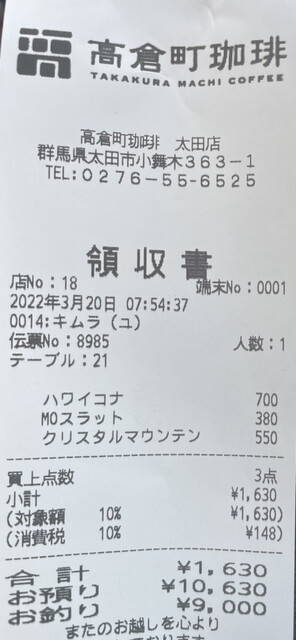 高倉町珈琲
TAKAKURA MACHI COFFEE
高倉町珈琲 太田店
群馬県太田市小舞木363-1
TEL:0276-55-6525
領収書
店No:18 端末No:0001
2022年3月20日 07:54:37
0014:キムラ(ユ)
伝票No:8985 人数:1
テーブル:21
ハワイコナ 700
MOスラット 380
クリスタルマウンテン 550
買上点数 3点
小計 ¥1,630
(対象額 10% ¥1,630)
(消費税 10% ¥148)
合計 ¥1,630
お預り ¥10,630
お釣り ¥9,000
またのお越しを心より